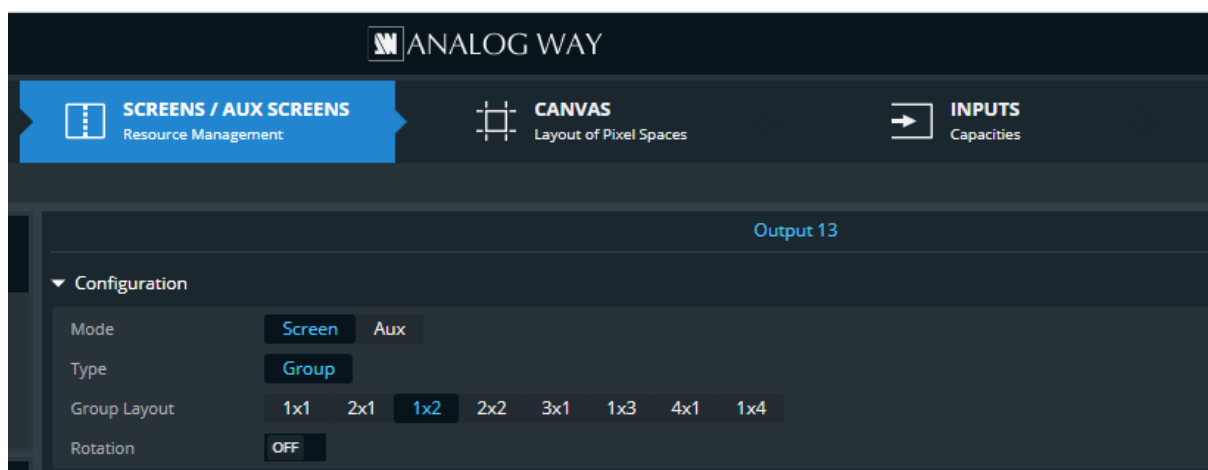 ANALOG WAY
SCREENS / AUX SCREENS
Resource Management
CANVAS
Layout of Pixel Spaces
INPUTS
Capacities
Output 13
Configuration
Mode Screen Aux
Type Group
Group Layout 1x1 2x1 1x2 2x2 3x1 1x3 4x1 1x4
Rotation OFF